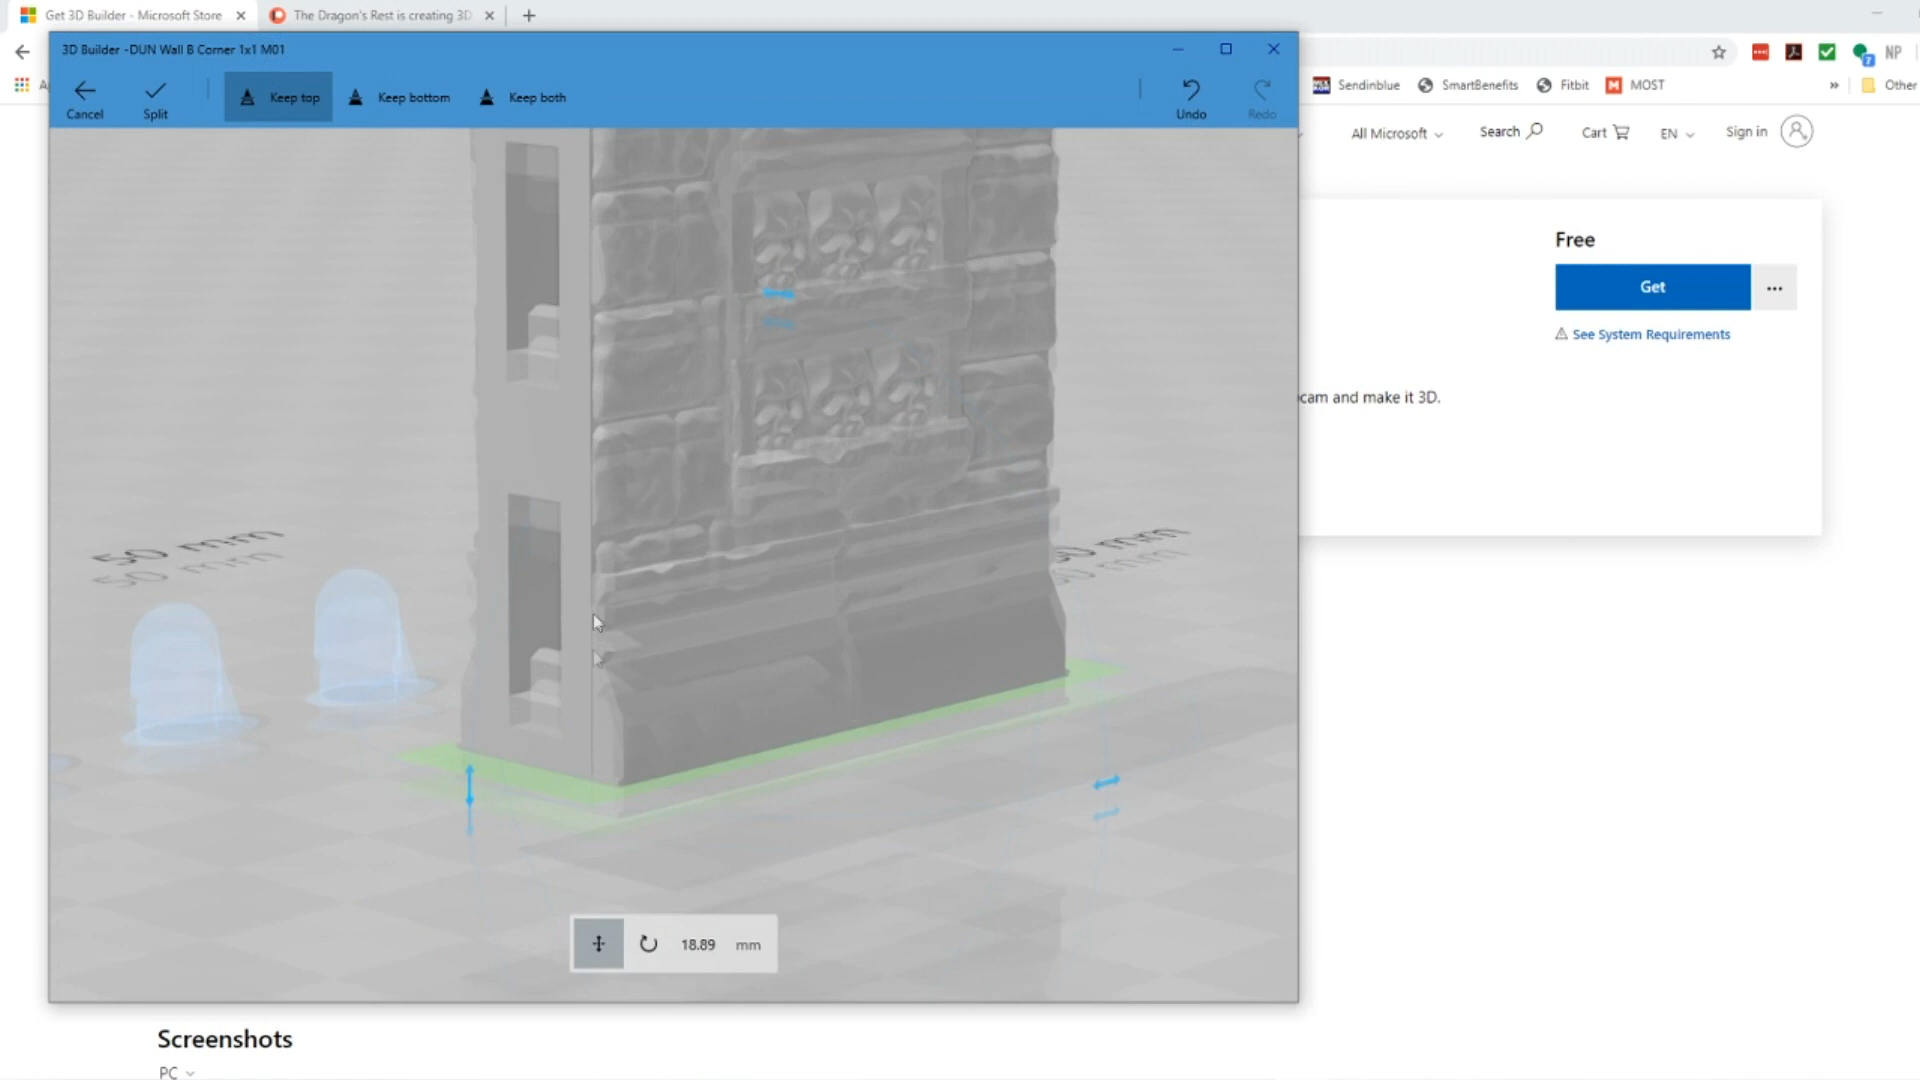 Get 3D Builder - Microsoft Store
The Dragon's Rest is creating 3D
3D Builder -DUN Wall B Corner 1x1 M01
Cancel
Split
Keep top
Keep bottom
Keep both
Undo
Redo
NP
Sendinblue
SmartBenefits
Fitbit
MOST
Other
All Microsoft
Search
Cart
EN
Sign in
Free
Get
...
See System Requirements
cam and make it 3D.
50 mm
50 mm
18.89 mm
Screenshots
PC